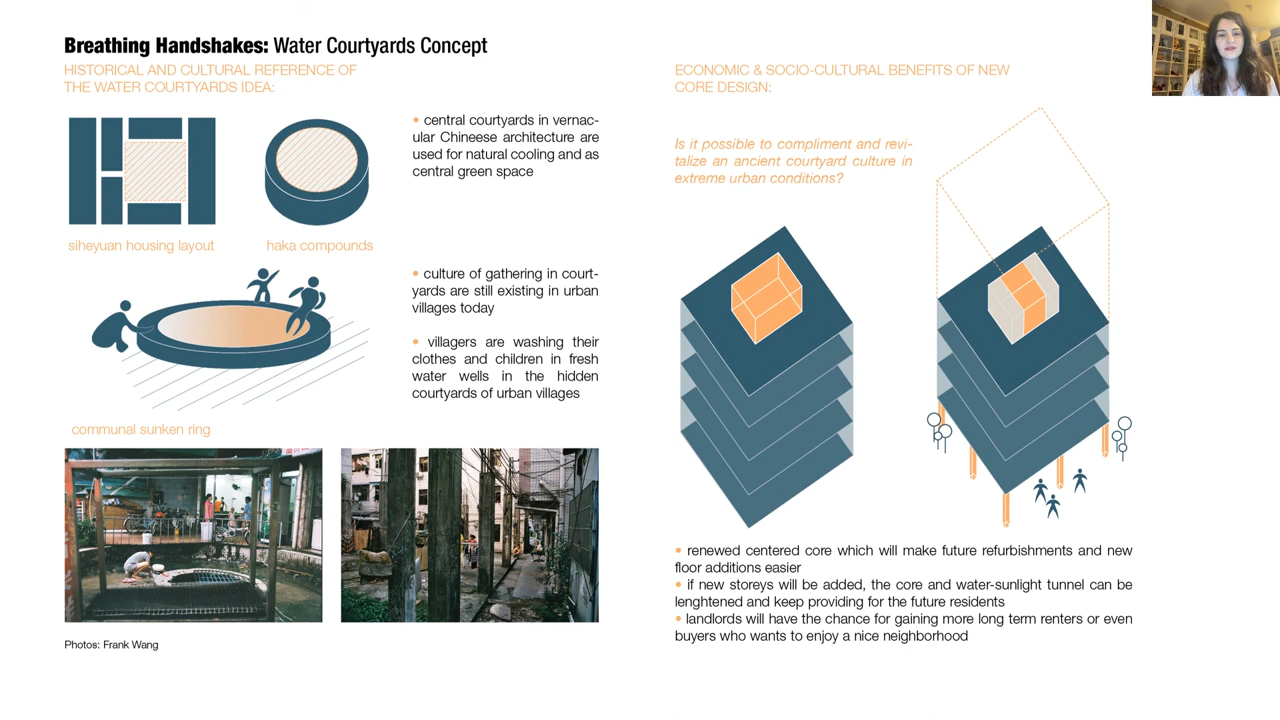 Breathing Handshakes: Water Courtyards Concept
HISTORICAL AND CULTURAL REFERENCE OF
THE WATER COURTYARDS IDEA:
• central courtyards in vernac-
ular Chineese architecture are
used for natural cooling and as
central green space
siheyuan housing layout
haka compounds
• culture of gathering in court-
yards are still existing in urban
villages today
• villagers are washing their
clothes and children in fresh
water wells in the hidden
courtyards of urban villages
communal sunken ring
Photos: Frank Wang
ECONOMIC & SOCIO-CULTURAL BENEFITS OF NEW
CORE DESIGN:
Is it possible to compliment and revi-
talize an ancient courtyard culture in
extreme urban conditions?
• renewed centered core which will make future refurbishments and new
floor additions easier
• if new storeys will be added, the core and water-sunlight tunnel can be
lenghtened and keep providing for the future residents
• landlords will have the chance for gaining more long term renters or even
buyers who wants to enjoy a nice neighborhood